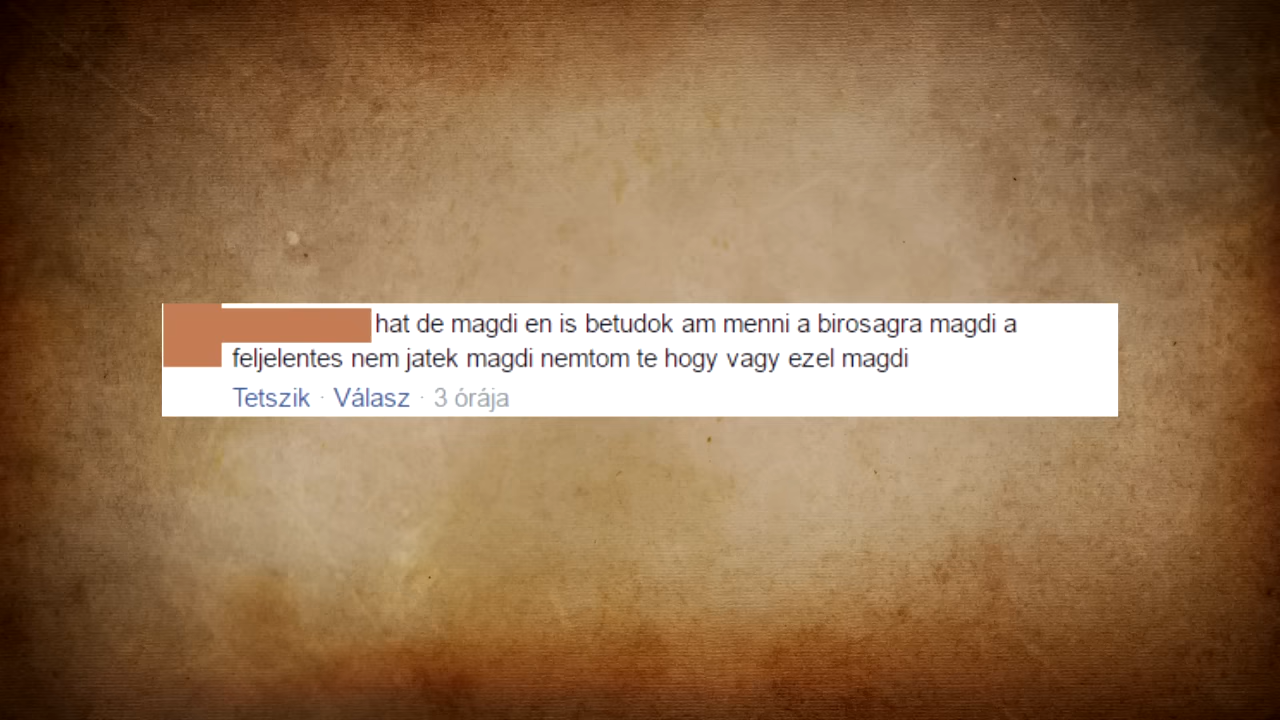 hat de magdi en is betudok am menni a birosagra magdi a
feljelentes nem jatek magdi nemtom te hogy vagy ezel magdi
Tetszik · Válasz · 3 órája